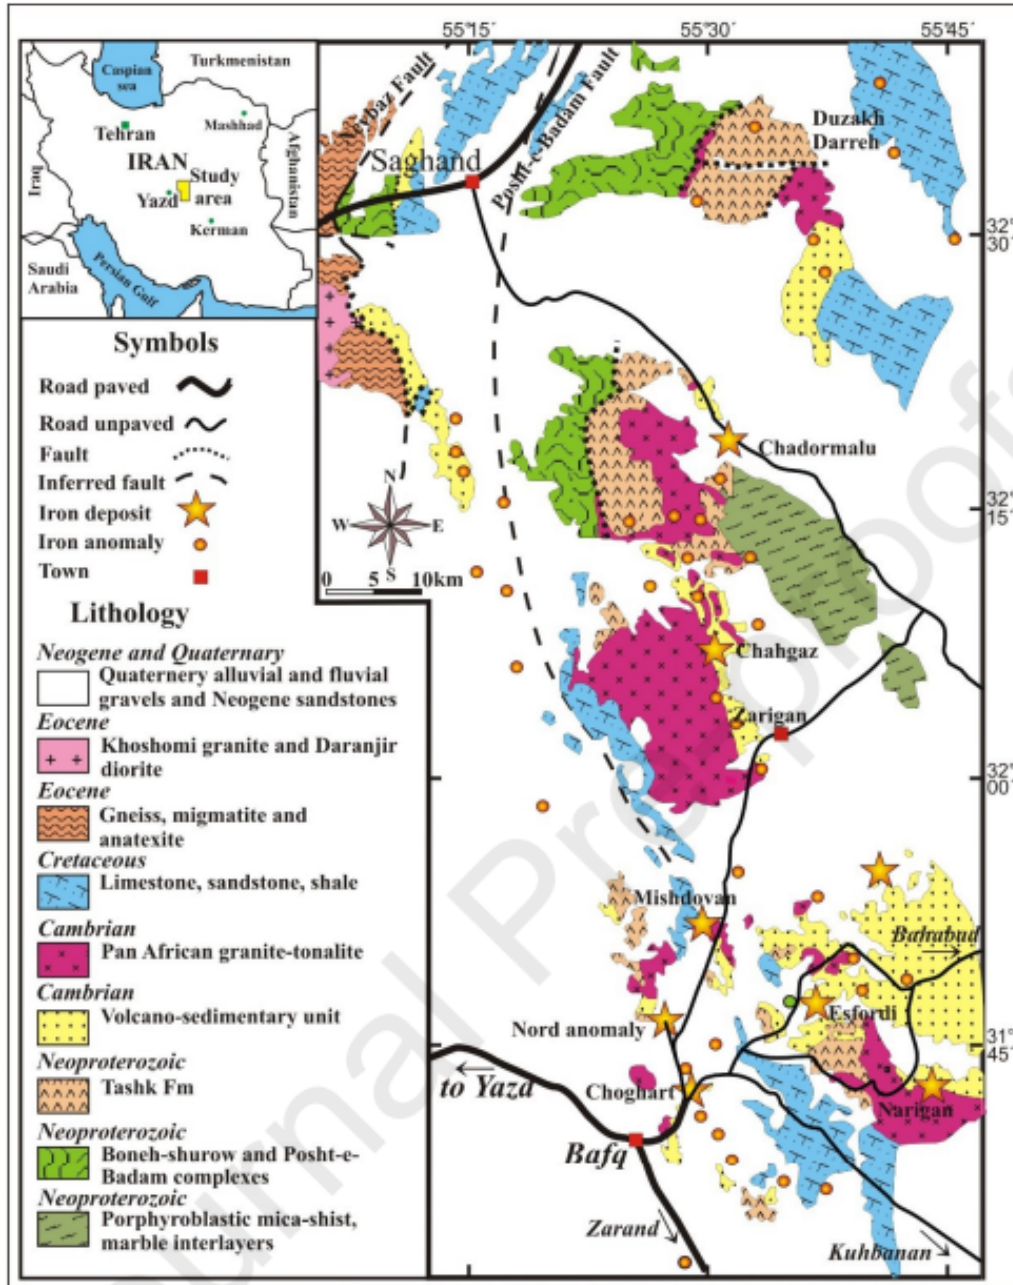 55°15'
55°30'
55°45'
Caspian
sea
Turkmenistan
Tehran
Mashhad
IRAN
Study
area
Yazd
Kerman
Iraq
Afghanistan
Saudi
Arabia
Persian Gulf
Neybaz Fault
Posht-e-Badam Fault
Saghand
Duzakh
Darreh
32°
30'
Symbols
Road paved
Road unpaved
Fault
Inferred fault
Iron deposit
Iron anomaly
Town
N
W
E
S
0 5 10km
Chadormalu
32°
15'
Lithology
Neogene and Quaternary
Quaternery alluvial and fluvial
gravels and Neogene sandstones
Eocene
Khoshomi granite and Daranjir
diorite
Eocene
Gneiss, migmatite and
anatexite
Cretaceous
Limestone, sandstone, shale
Cambrian
Pan African granite-tonalite
Cambrian
Volcano-sedimentary unit
Neoproterozoic
Tashk Fm
Neoproterozoic
Boneh-shurow and Posht-e-
Badam complexes
Neoproterozoic
Porphyroblastic mica-shist,
marble interlayers
Chahgaz
Zarigan
32°
00'
Mishdovan
Bahabad
Esfordi
Nord anomaly
31°
45'
to Yaza
Choghart
Narigan
Bafq
Zarand
Kuhbanan
Journal Pre-proofs